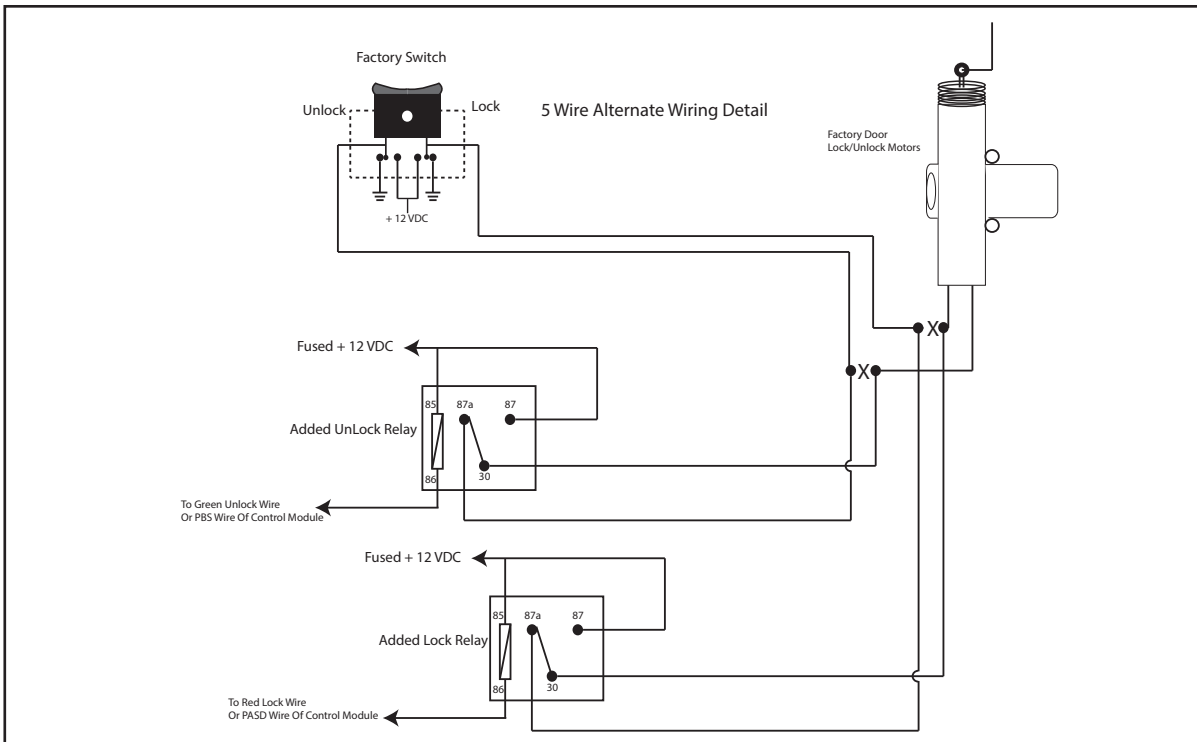 Factory Switch
Unlock
Lock
5 Wire Alternate Wiring Detail
+ 12 VDC
Factory Door
Lock/Unlock Motors
X
X
Fused + 12 VDC
85
87a
87
Added UnLock Relay
86
30
To Green Unlock Wire
Or PBS Wire Of Control Module
Fused + 12 VDC
85
87a
87
Added Lock Relay
86
30
To Red Lock Wire
Or PASD Wire Of Control Module